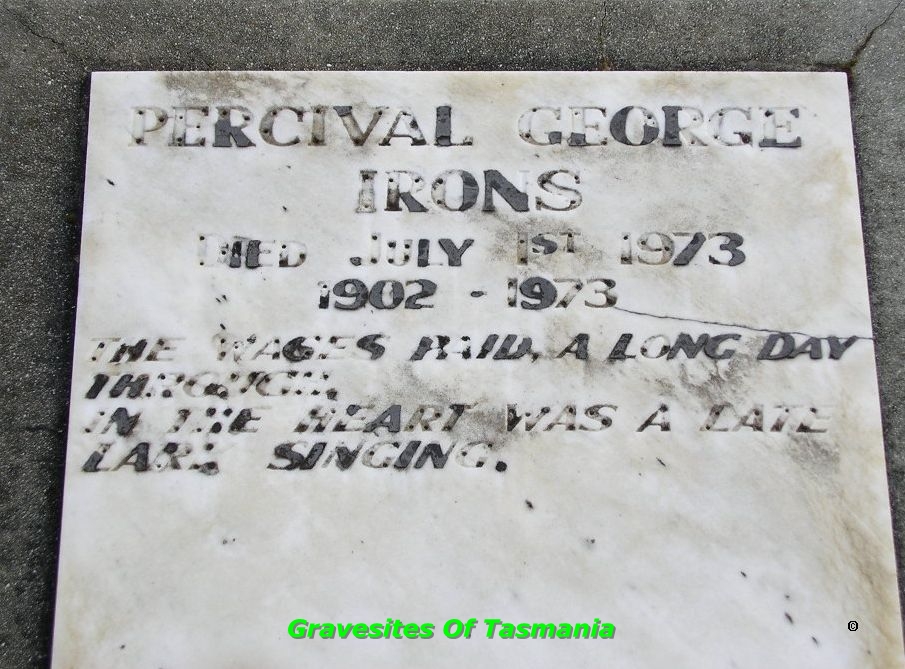 PERCIVAL GEORGE
IRONS
DIED JULY 1ST 1973
1902 - 1973
THE WAGES PAID, A LONG DAY
THROUGH,
IN THE HEART WAS A LATE
LARK SINGING.
Gravesites Of Tasmania
©